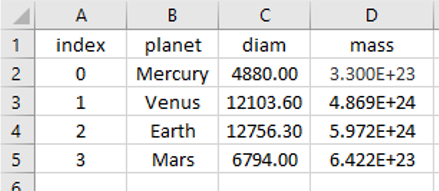 A B C D
1 index planet diam mass
2 0 Mercury 4880.00 3.300E+23
3 1 Venus 12103.60 4.869E+24
4 2 Earth 12756.30 5.972E+24
5 3 Mars 6794.00 6.422E+23
6